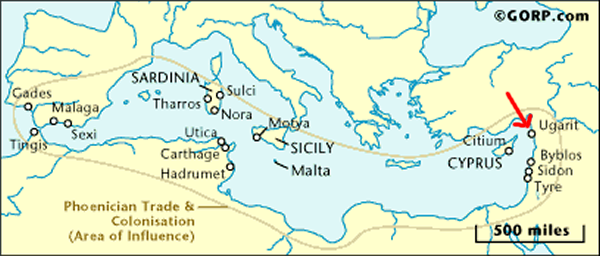 ©GORP.com
SARDINIA
Sulci
Tharros
Nora
Gades
Malaga
Sexi
Tingis
Utica
Motya
Carthage
SICILY
Hadrumet
Malta
Ugarit
Citium
CYPRUS
Byblos
Sidon
Tyre
Phoenician Trade &
Colonisation
(Area of Influence)
500 miles